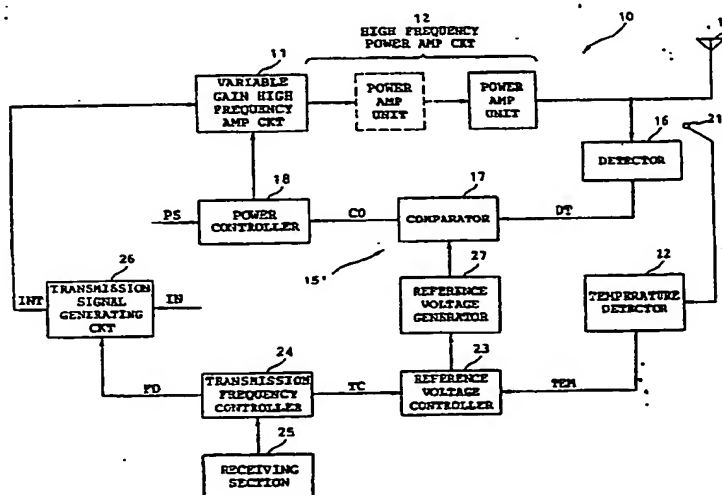 12
HIGH FREQUENCY
POWER AMP CKT
10
11
VARIABLE
GAIN HIGH
FREQUENCY
AMP CKT
POWER
AMP
UNIT
POWER
AMP
UNIT
21
16
DETECTOR
18
17
PS
POWER
CONTROLLER
CO
COMPARATOR
DT
15'
26
27
22
INT
TRANSMISSION
SIGNAL
GENERATING
CKT
IN
REFERENCE
VOLTAGE
GENERATOR
TEMPERATURE
DETECTOR
24
23
FD
TRANSMISSION
FREQUENCY
CONTROLLER
TC
REFERENCE
VOLTAGE
CONTROLLER
TEM
25
RECEIVING
SECTION